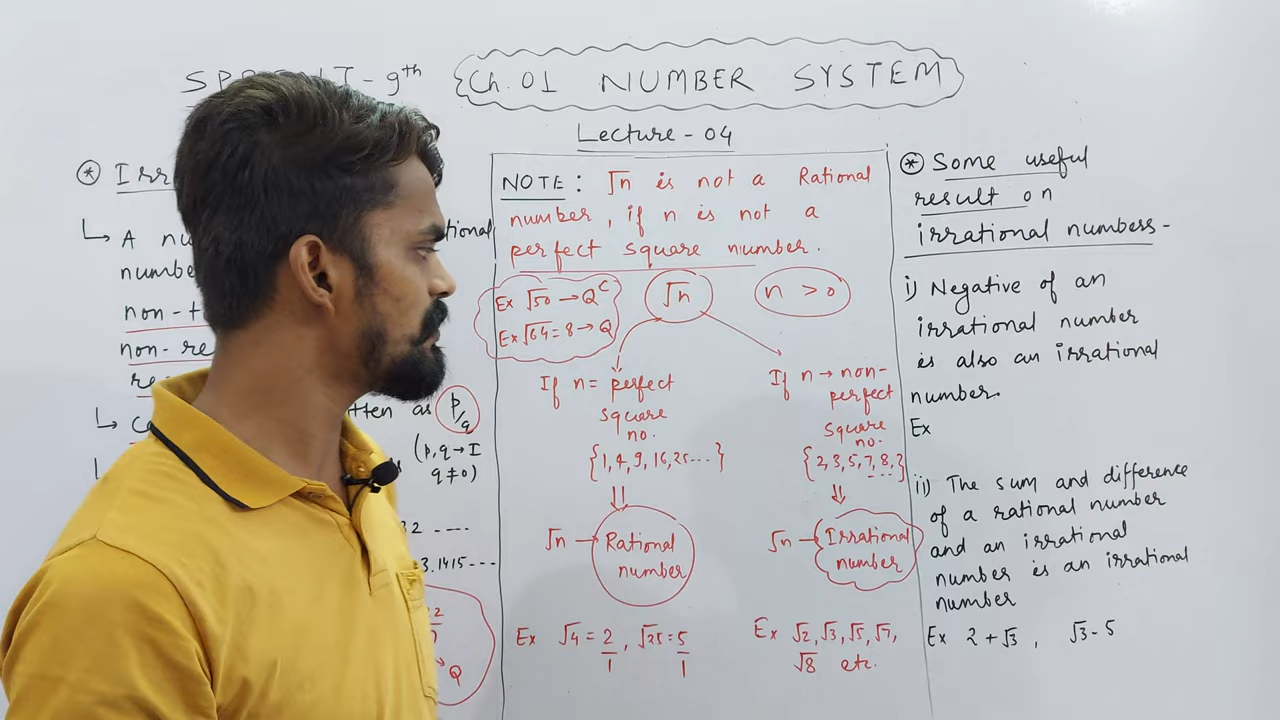 9th
Ch. 01 NUMBER SYSTEM
Lecture - 04
* Irr
↳ A nu tional
numbe
non-t
non-re
re
↳ Ca tten as p/q
(p, q → I
q ≠ 0)
32 ----
3.1415---
Q
NOTE: √n is not a Rational
number, if n is not a
perfect square number.
Ex √50 → Q^C
Ex √64 = 8 → Q
√n
n > 0
If n = perfect
square
no.
{1, 4, 9, 16, 25...}
⇓
√n → Rational
number
Ex √4 = 2/1, √25 = 5/1
If n → non-
perfect
square
no.
{2, 3, 5, 7, 8, ----}
⇓
√n → Irrational
number
Ex √2, √3, √5, √7,
√8 etc.
* Some useful
result on
irrational numbers -
i) Negative of an
irrational number
is also an irrational
number.
Ex
ii) The sum and difference
of a rational number
and an irrational
number is an irrational
number
Ex 2 + √3 , √3 - 5